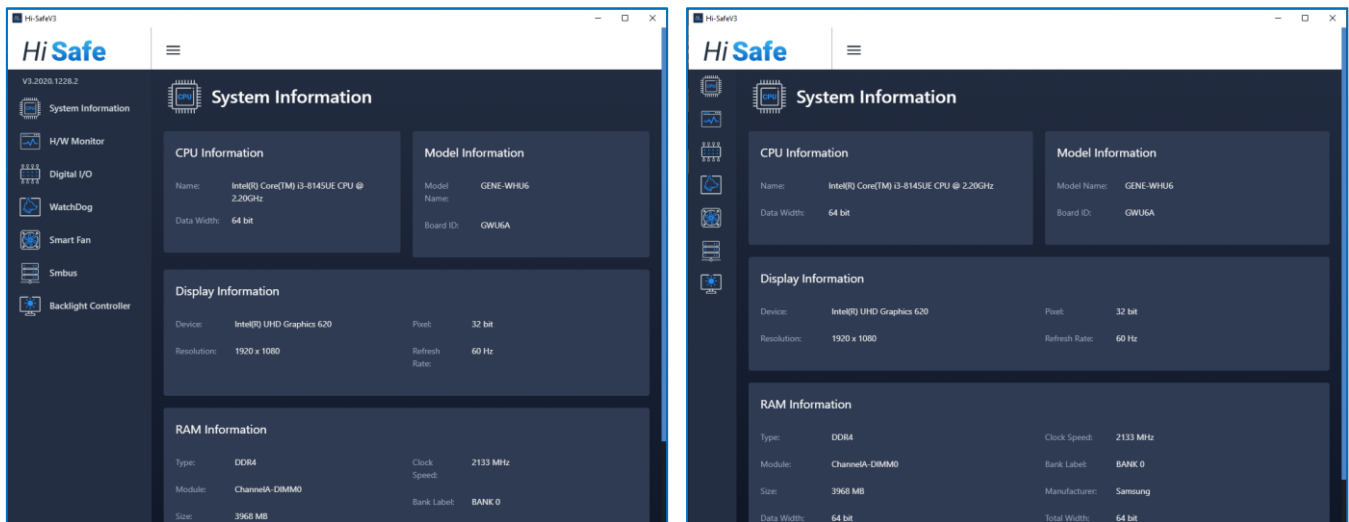 Hi-SafeV3
Hi Safe
V3.2020.1228.2
System Information
H/W Monitor
Digital I/O
WatchDog
Smart Fan
Smbus
Backlight Controller
CPU
System Information
CPU Information
Name: Intel(R) Core(TM) i3-8145UE CPU @
2.20GHz
Data Width: 64 bit
Model Information
Model
Name: GENE-WHU6
Board ID: GWU6A
Display Information
Device: Intel(R) UHD Graphics 620 Pixel: 32 bit
Resolution: 1920 x 1080 Refresh
Rate: 60 Hz
RAM Information
Type: DDR4 Clock
Speed: 2133 MHz
Module: ChannelA-DIMM0
Bank Label: BANK 0
Size: 3968 MB
Hi-SafeV3
Hi Safe
CPU
System Information
CPU Information
Name: Intel(R) Core(TM) i3-8145UE CPU @ 2.20GHz
Data Width: 64 bit
Model Information
Model Name: GENE-WHU6
Board ID: GWU6A
Display Information
Device: Intel(R) UHD Graphics 620 Pixel: 32 bit
Resolution: 1920 x 1080 Refresh Rate: 60 Hz
RAM Information
Type: DDR4 Clock Speed: 2133 MHz
Module: ChannelA-DIMM0 Bank Label: BANK 0
Size: 3968 MB Manufacturer: Samsung
Data Width: 64 bit Total Width: 64 bit